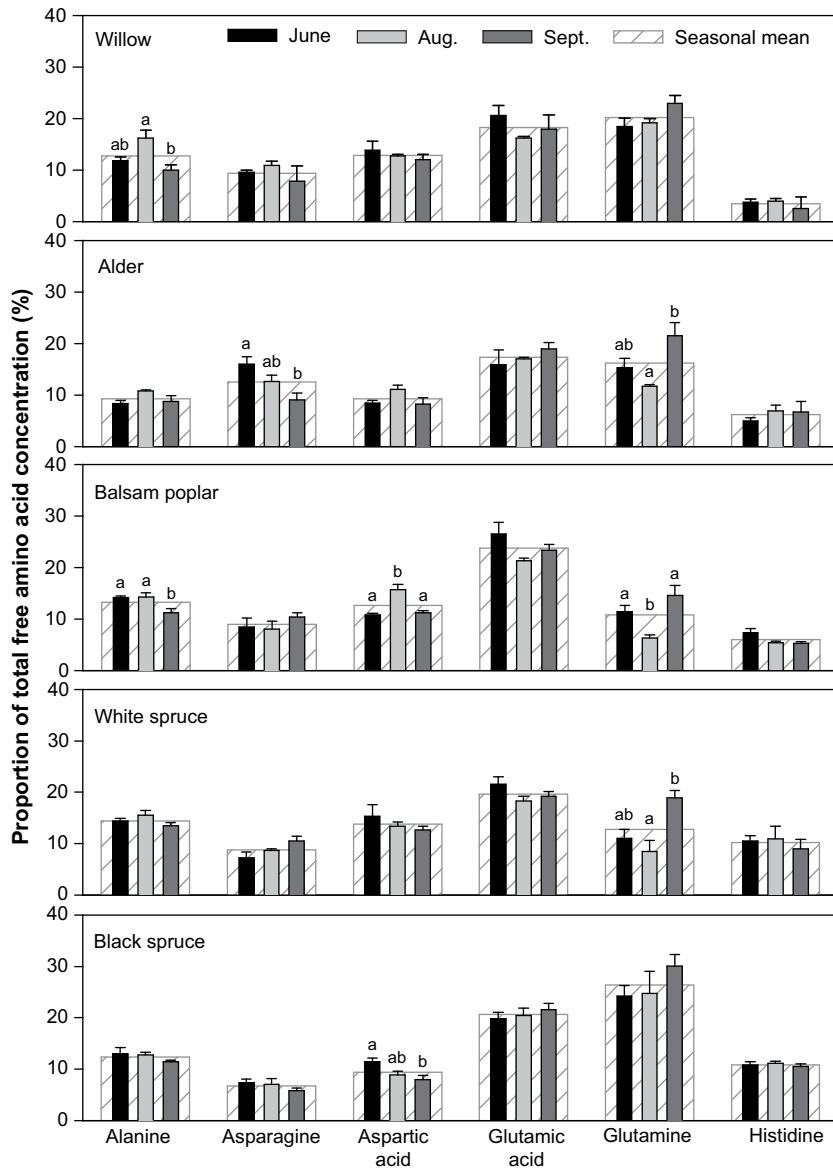 Proportion of total free amino acid concentration (%)
Willow June Aug. Sept. Seasonal mean
40
30
20
10
0
ab a b
Alder
40
30
20
10
0
a ab b
ab a b
Balsam poplar
40
30
20
10
0
a a b
a b a
a b a
White spruce
40
30
20
10
0
ab a b
Black spruce
40
30
20
10
0
a ab b
Alanine Asparagine Aspartic Glutamic Glutamine Histidine
acid acid